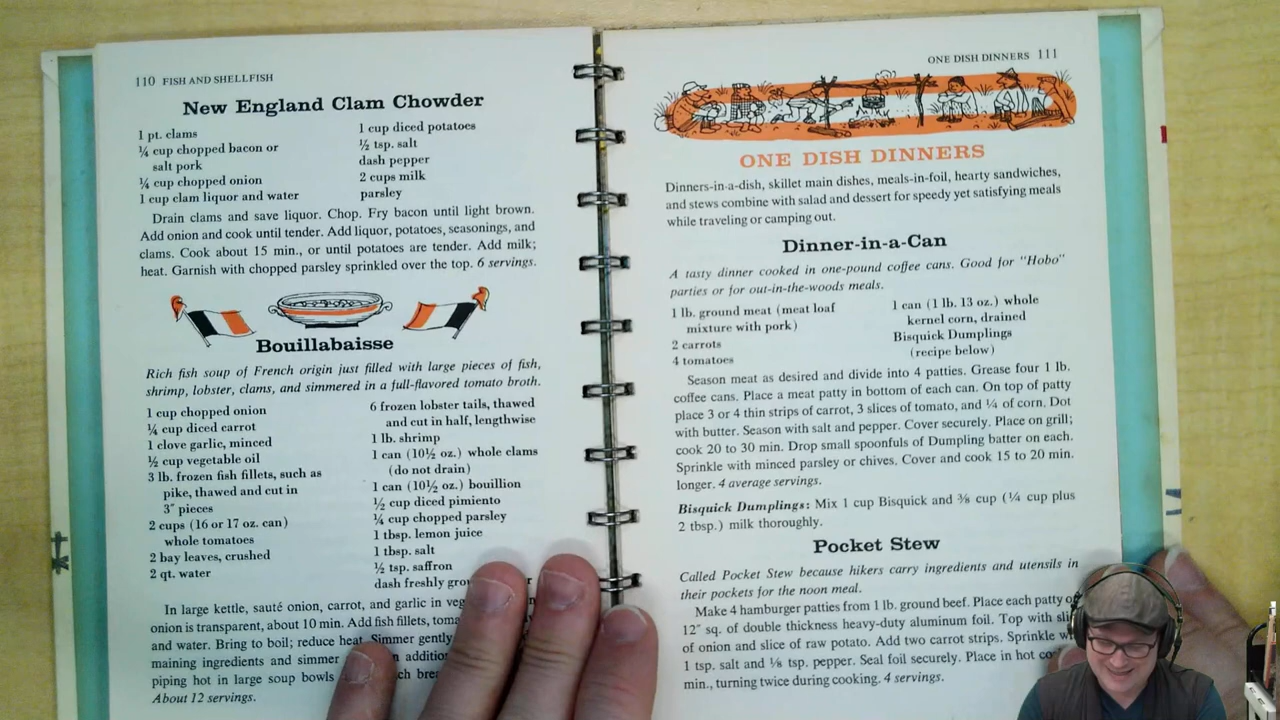 110 FISH AND SHELLFISH
New England Clam Chowder
1 pt. clams
¼ cup chopped bacon or
salt pork
¼ cup chopped onion
1 cup clam liquor and water
1 cup diced potatoes
½ tsp. salt
dash pepper
2 cups milk
parsley
Drain clams and save liquor. Chop. Fry bacon until light brown.
Add onion and cook until tender. Add liquor, potatoes, seasonings, and
clams. Cook about 15 min., or until potatoes are tender. Add milk;
heat. Garnish with chopped parsley sprinkled over the top. 6 servings.
Bouillabaisse
Rich fish soup of French origin just filled with large pieces of fish,
shrimp, lobster, clams, and simmered in a full-flavored tomato broth.
1 cup chopped onion
¼ cup diced carrot
1 clove garlic, minced
½ cup vegetable oil
3 lb. frozen fish fillets, such as
pike, thawed and cut in
3" pieces
2 cups (16 or 17 oz. can)
whole tomatoes
2 bay leaves, crushed
2 qt. water
6 frozen lobster tails, thawed
and cut in half, lengthwise
1 lb. shrimp
1 can (10½ oz.) whole clams
(do not drain)
1 can (10½ oz.) bouillion
½ cup diced pimiento
¼ cup chopped parsley
1 tbsp. lemon juice
1 tbsp. salt
½ tsp. saffron
dash freshly
In large kettle, sauté onion, carrot, and garlic in
onion is transparent, about 10 min. Add fish fillets,
and water. Bring to boil; reduce heat. Simmer gently
maining ingredients and simmer
piping hot in large soup bowls
About 12 servings.
ONE DISH DINNERS 111
ONE DISH DINNERS
Dinners-in-a-dish, skillet main dishes, meals-in-foil, hearty sandwiches,
and stews combine with salad and dessert for speedy yet satisfying meals
while traveling or camping out.
Dinner-in-a-Can
A tasty dinner cooked in one-pound coffee cans. Good for "Hobo"
parties or for out-in-the-woods meals.
1 lb. ground meat (meat loaf
mixture with pork)
2 carrots
4 tomatoes
1 can (1 lb. 13 oz.) whole
kernel corn, drained
Bisquick Dumplings
(recipe below)
Season meat as desired and divide into 4 patties. Grease four 1 lb.
coffee cans. Place a meat patty in bottom of each can. On top of patty
place 3 or 4 thin strips of carrot, 3 slices of tomato, and ¼ of corn. Dot
with butter. Season with salt and pepper. Cover securely. Place on grill;
cook 20 to 30 min. Drop small spoonfuls of Dumpling batter on each.
Sprinkle with minced parsley or chives. Cover and cook 15 to 20 min.
longer. 4 average servings.
Bisquick Dumplings: Mix 1 cup Bisquick and ⅜ cup (¼ cup plus
2 tbsp.) milk thoroughly.
Pocket Stew
Called Pocket Stew because hikers carry ingredients and utensils in
their pockets for the noon meal.
Make 4 hamburger patties from 1 lb. ground beef. Place each patty
12" sq. of double thickness heavy-duty aluminum foil. Top with
of onion and slice of raw potato. Add two carrot strips. Sprinkle
1 tsp. salt and ⅛ tsp. pepper. Seal foil securely. Place in hot
min., turning twice during cooking. 4 servings.